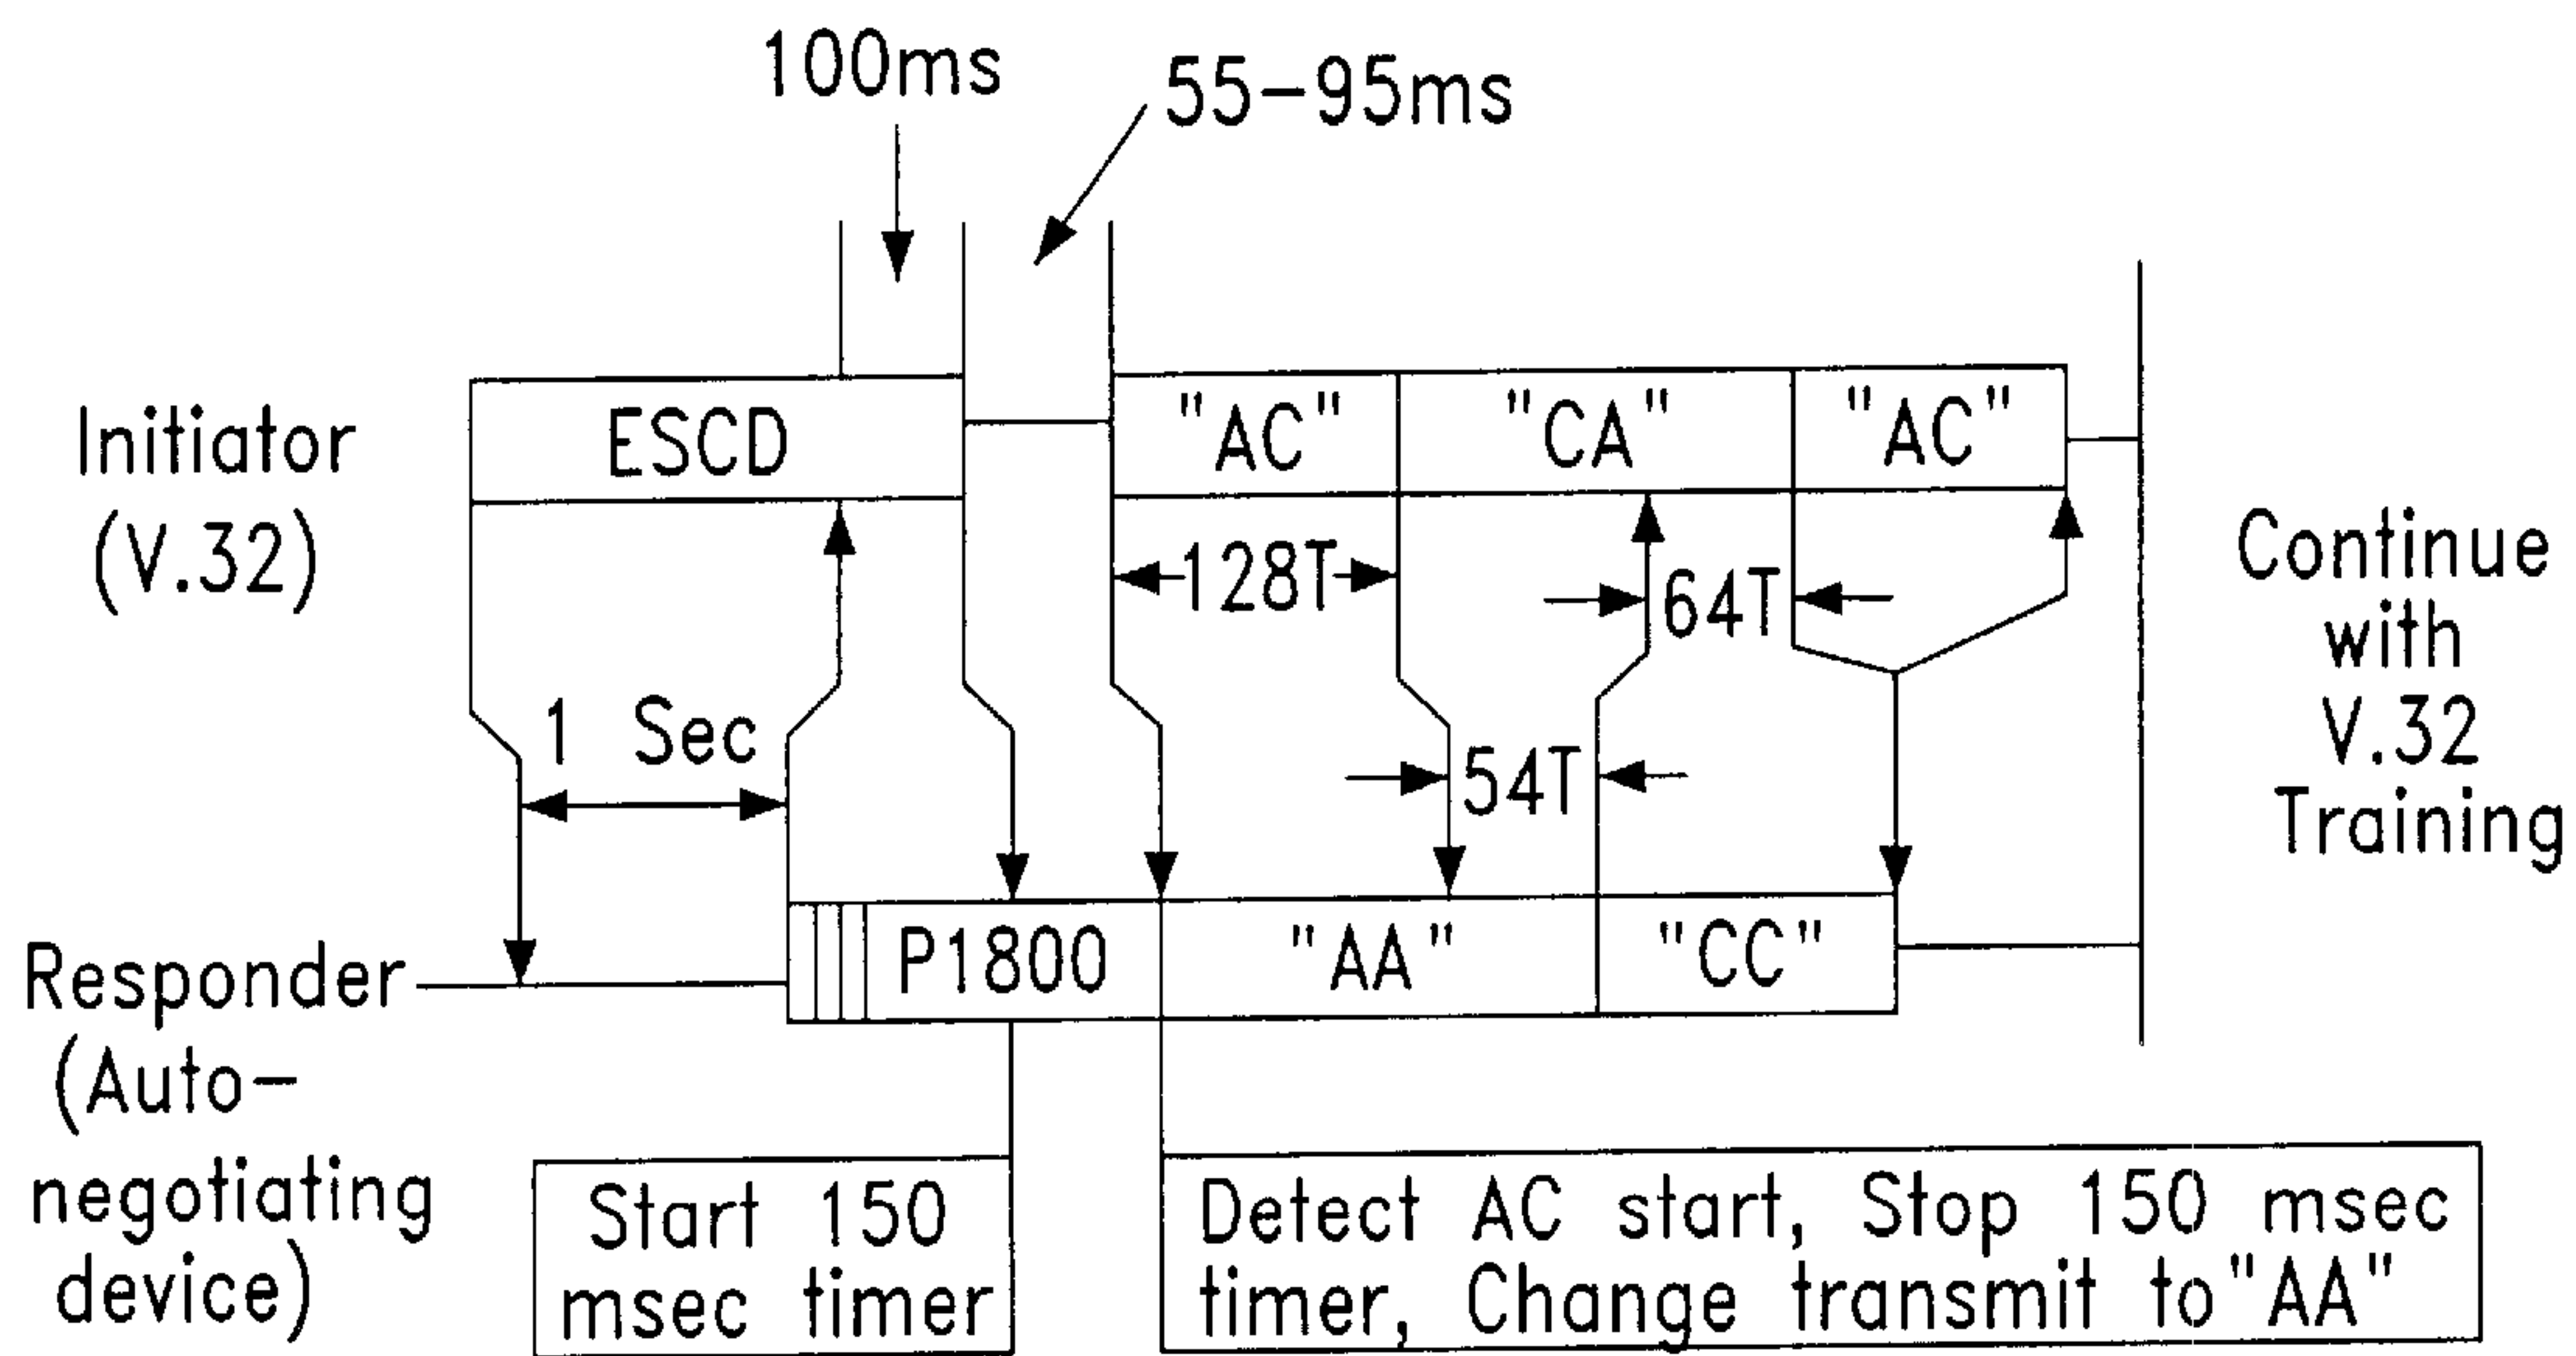 100ms
55-95ms
Initiator
(V.32)
ESCD
"AC"
"CA"
"AC"
128T
64T
Continue
with
V.32
Training
1 Sec
54T
Responder
(Auto-
negotiating
device)
P1800
"AA"
"CC"
Start 150
msec timer
Detect AC start, Stop 150 msec
timer, Change transmit to "AA"